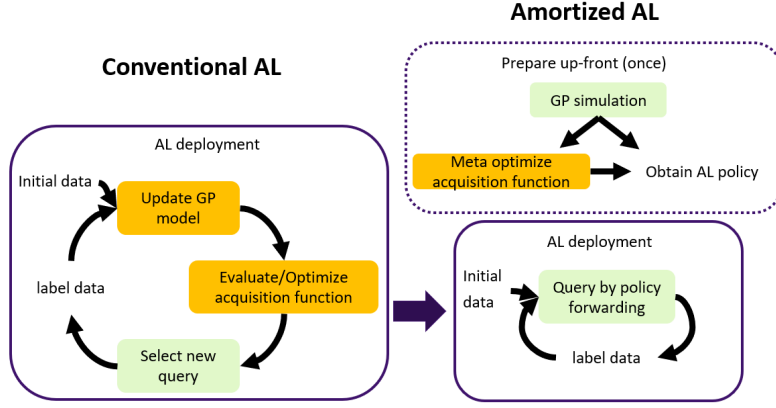 Conventional AL
AL deployment
Initial data
Update GP
model
Evaluate/Optimize
acquisition function
label data
Select new
query
Amortized AL
Prepare up-front (once)
GP simulation
Meta optimize
acquisition function
Obtain AL policy
AL deployment
Initial
data
Query by policy
forwarding
label data